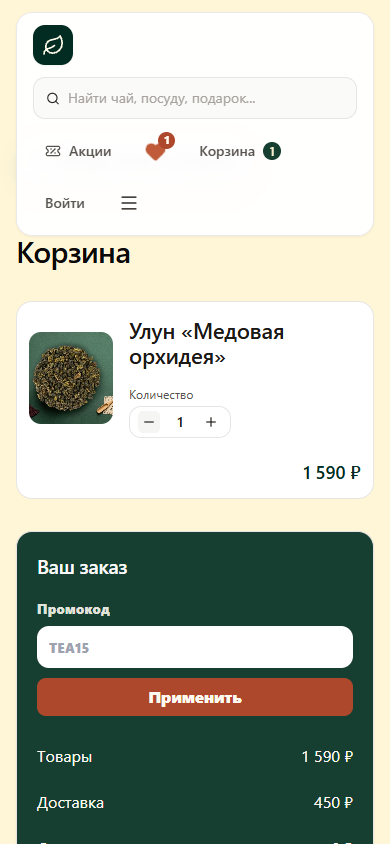 Найти чай, посуду, подарок...
Акции
1
Корзина 1
Войти
Корзина
Улун «Медовая
орхидея»
Количество
− 1 +
1 590 ₽
Ваш заказ
Промокод
TEA15
Применить
Товары 1 590 ₽
Доставка 450 ₽